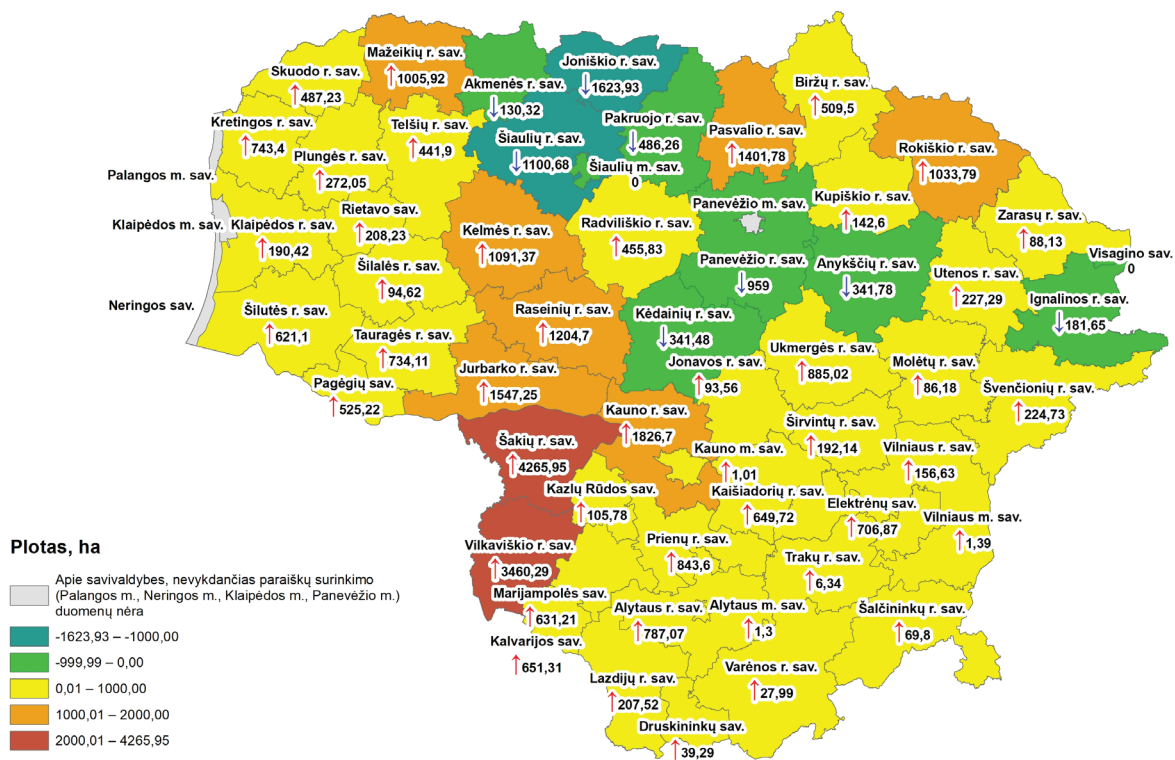 Mažeikių r. sav.
↑1005,92
Skuodo r. sav.
↑487,23
Akmenės r. sav.
↓130,32
Joniškio r. sav.
↓1623,93
Biržų r. sav.
↑509,5
Kretingos r. sav.
↑743,4
Telšių r. sav.
↑441,9
Pakruojo r. sav.
↓486,26
Pasvalio r. sav.
↑1401,78
Šiaulių r. sav.
↓1100,68
Rokiškio r. sav.
↑1033,79
Plungės r. sav.
↑272,05
Šiaulių m. sav.
0
Palangos m. sav.
Kupiškio r. sav.
↑142,6
Panevėžio m. sav.
Rietavo sav.
↑208,23
Klaipėdos m. sav.
Klaipėdos r. sav.
↑190,42
Kelmės r. sav.
↑1091,37
Radviliškio r. sav.
↑455,83
Zarasų r. sav.
↑88,13
Visagino sav.
0
Panevėžio r. sav.
↓959
Anykščių r. sav.
↓341,78
Utenos r. sav.
↑227,29
Šilalės r. sav.
↑94,62
Neringos sav.
Ignalinos r. sav.
↓181,65
Šilutės r. sav.
↑621,1
Raseinių r. sav.
↑1204,7
Kėdainių r. sav.
↓341,48
Tauragės r. sav.
↑734,11
Ukmergės r. sav.
↑885,02
Jonavos r. sav.
↑93,56
Molėtų r. sav.
↑86,18
Jurbarko r. sav.
↑1547,25
Pagėgių sav.
↑525,22
Švenčionių r. sav.
↑224,73
Kauno r. sav.
↑1826,7
Širvintų r. sav.
↑192,14
Šakių r. sav.
↑4265,95
Kauno m. sav.
↑1,01
Vilniaus r. sav.
↑156,63
Kazlų Rūdos sav.
↑105,78
Kaišiadorių r. sav.
↑649,72
Elektrėnų sav.
↑706,87
Vilniaus m. sav.
↑1,39
Vilkaviškio r. sav.
↑3460,29
Prienų r. sav.
↑843,6
Trakų r. sav.
↑6,34
Marijampolės sav.
↑631,21
Alytaus r. sav.
↑787,07
Alytaus m. sav.
↑1,3
Šalčininkų r. sav.
↑69,8
Kalvarijos sav.
↑651,31
Varėnos r. sav.
↑27,99
Lazdijų r. sav.
↑207,52
Druskininkų sav.
↑39,29
Plotas, ha
Apie savivaldybes, nevykdančias paraiškų surinkimo
(Palangos m., Neringos m., Klaipėdos m., Panevėžio m.)
duomenų nėra
-1623,93 – -1000,00
-999,99 – 0,00
0,01 – 1000,00
1000,01 – 2000,00
2000,01 – 4265,95